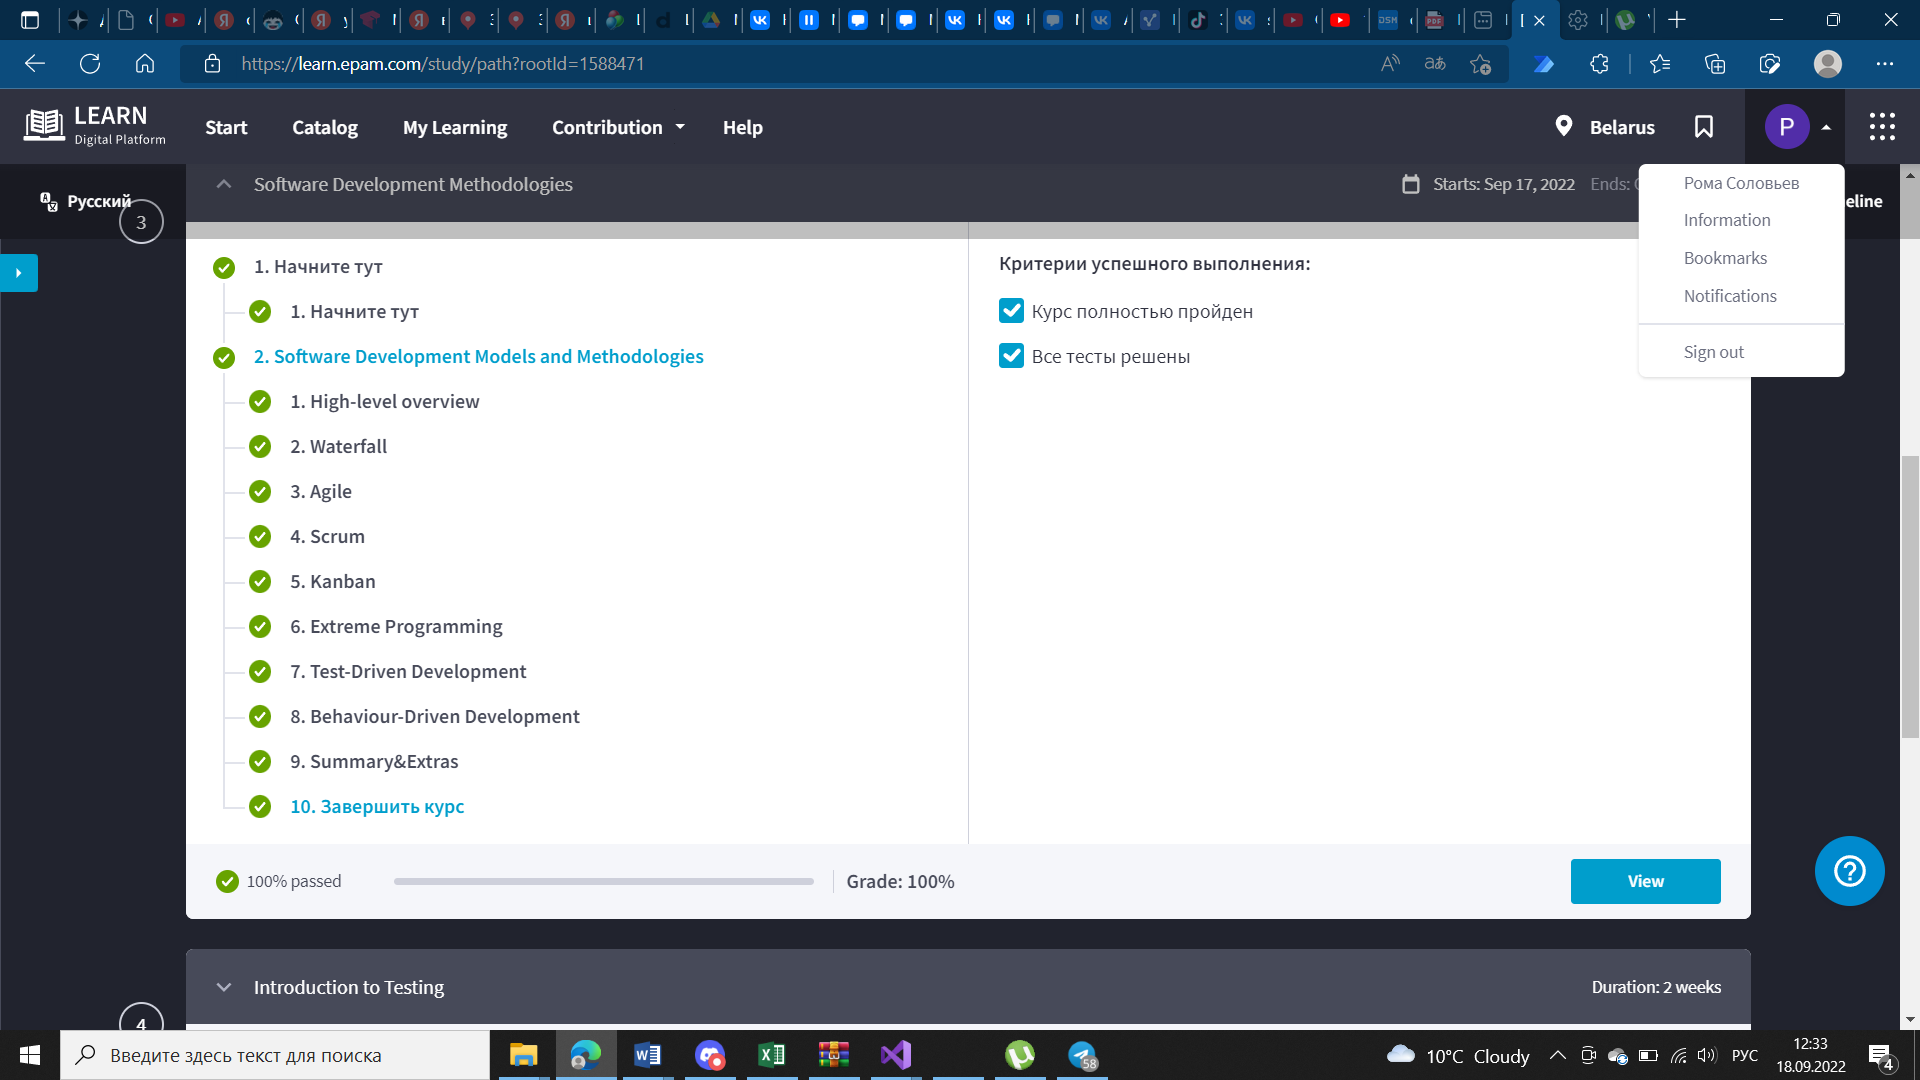 https://learn.epam.com/study/path?rootId=1588471
LEARN
Digital Platform
Start
Catalog
My Learning
Contribution
Help
Belarus
P
Русский
3
Software Development Methodologies
Starts: Sep 17, 2022
Ends:
eline
Рома Соловьев
Information
Bookmarks
Notifications
Sign out
1. Начните тут
1. Начните тут
2. Software Development Models and Methodologies
1. High-level overview
2. Waterfall
3. Agile
4. Scrum
5. Kanban
6. Extreme Programming
7. Test-Driven Development
8. Behaviour-Driven Development
9. Summary&Extras
10. Завершить курс
Критерии успешного выполнения:
Курс полностью пройден
Все тесты решены
100% passed
Grade: 100%
View
4
Introduction to Testing
Duration: 2 weeks
Введите здесь текст для поиска
58
10°C Cloudy
РУС
12:33
18.09.2022
4